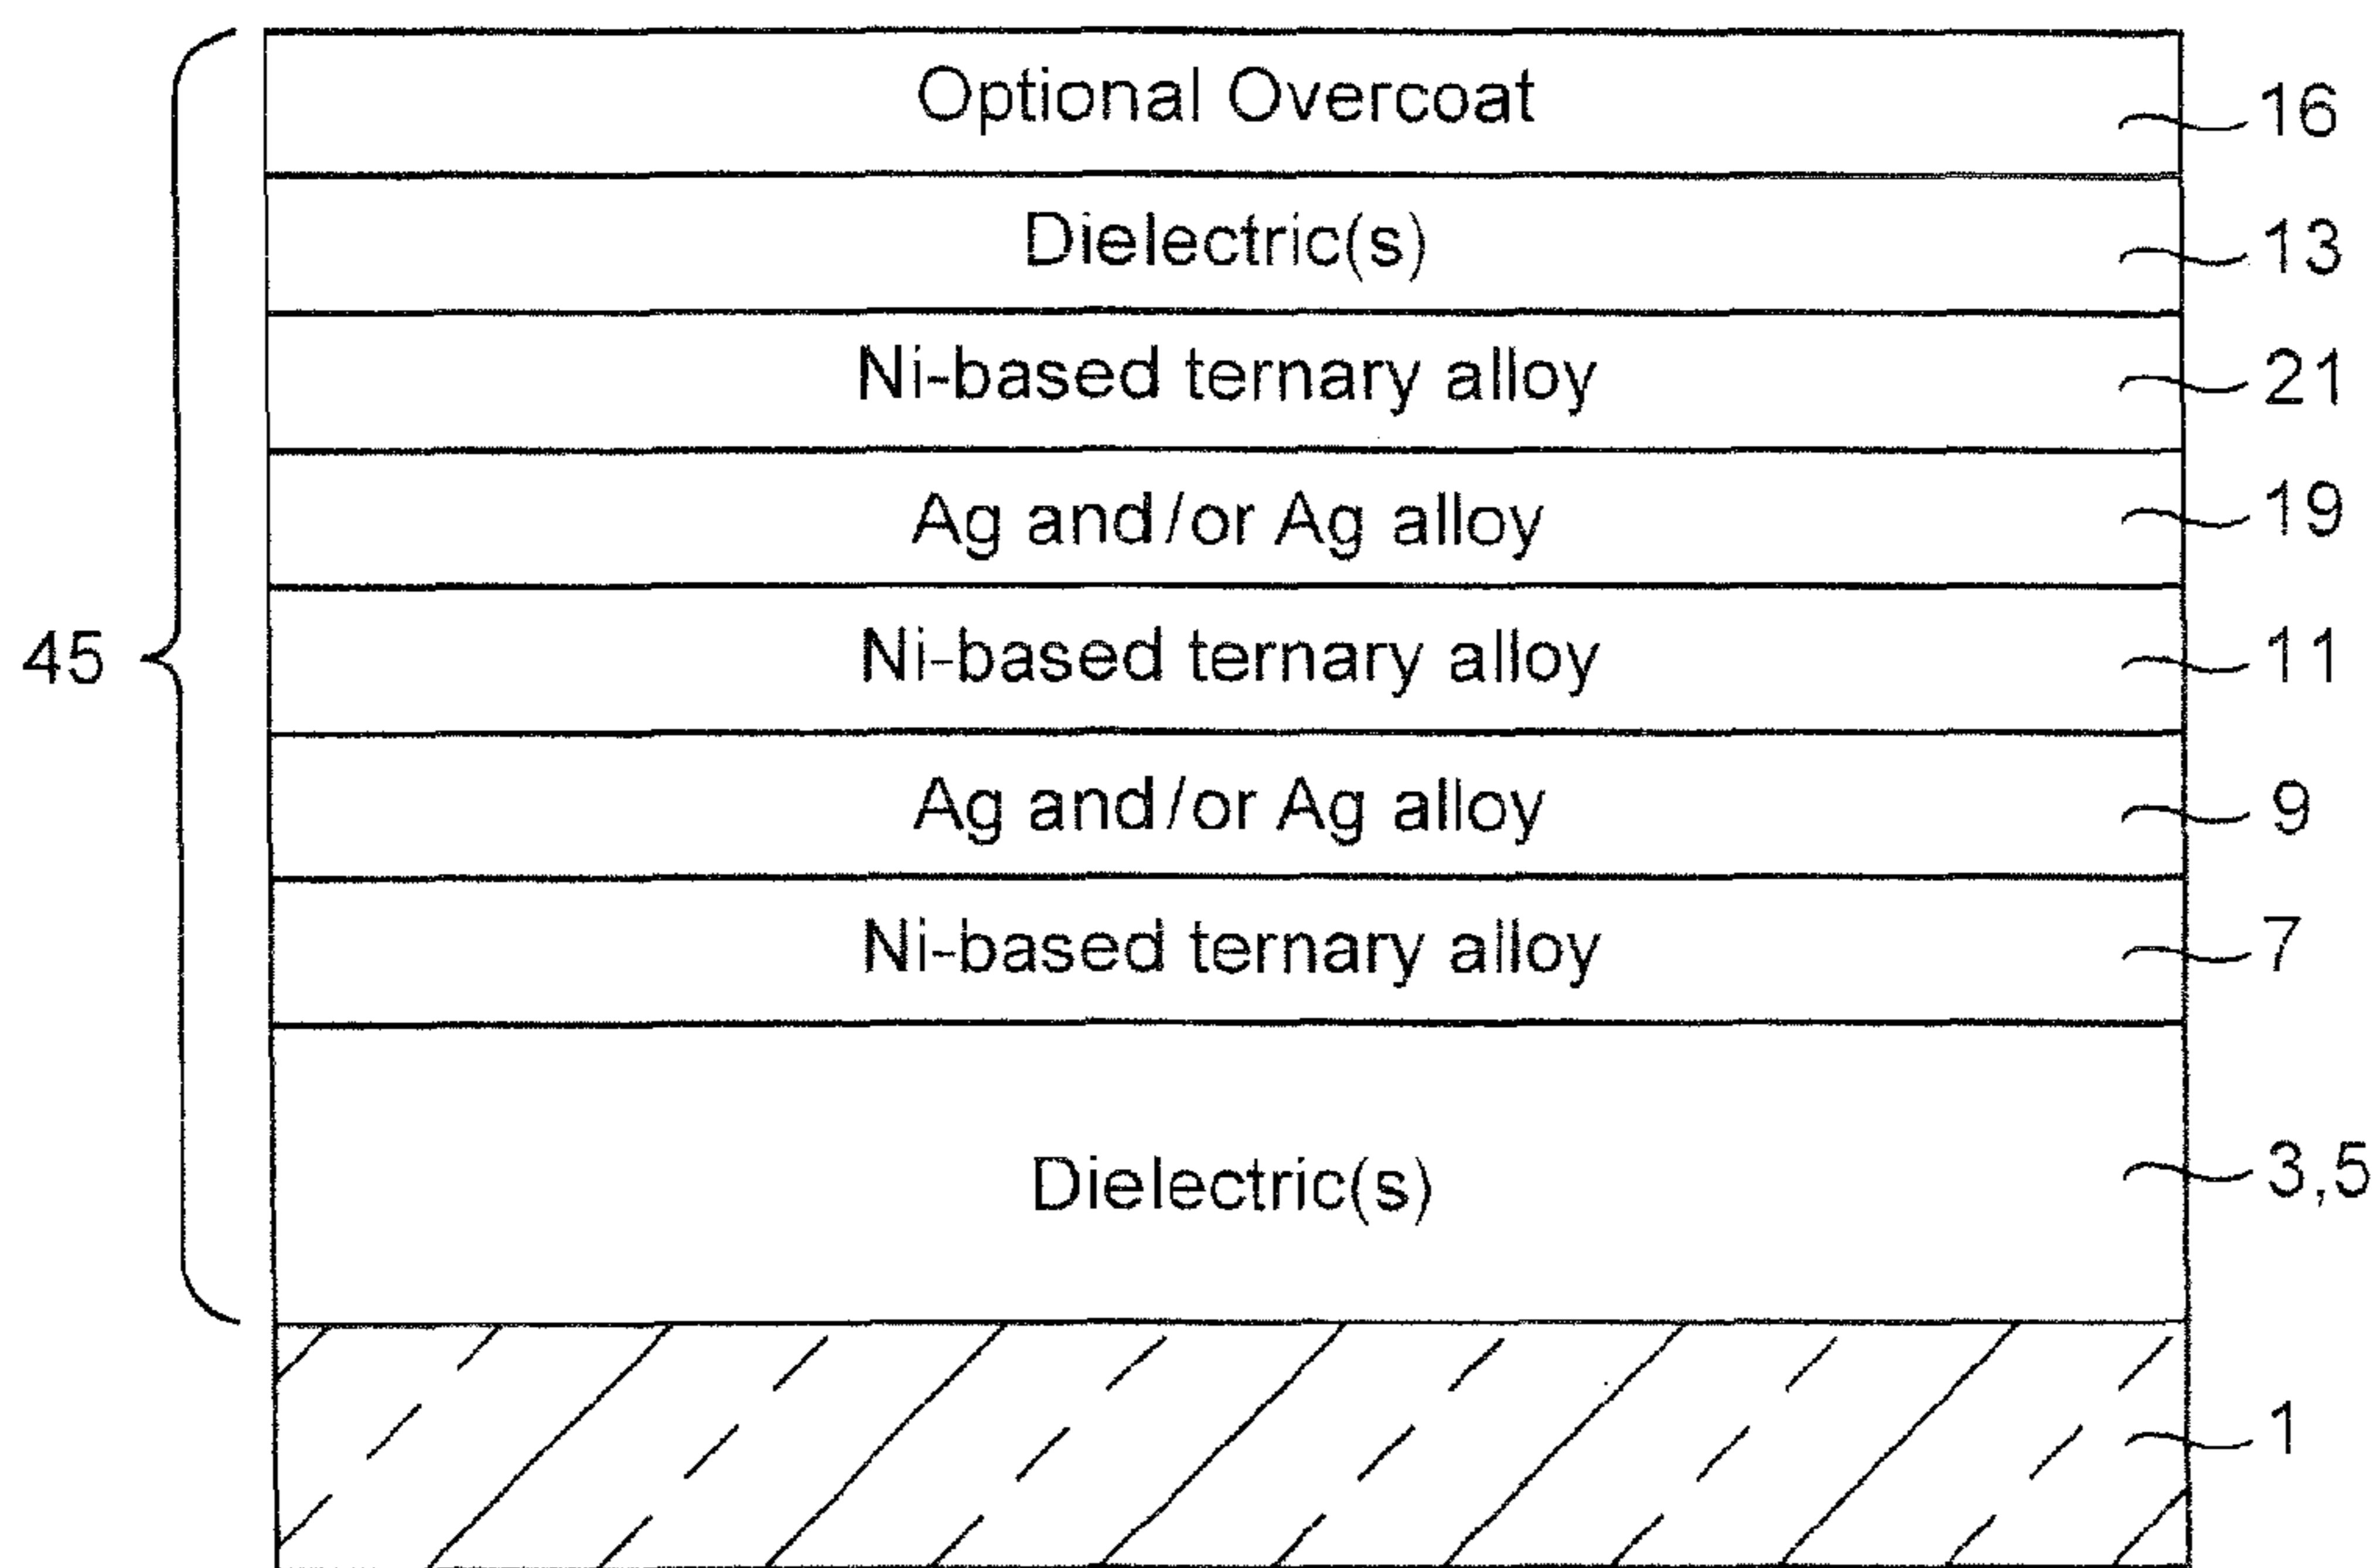 Optional Overcoat 16
Dielectric(s) 13
Ni-based ternary alloy 21
Ag and/or Ag alloy 19
45
Ni-based ternary alloy 11
Ag and/or Ag alloy 9
Ni-based ternary alloy 7
Dielectric(s) 3,5
1